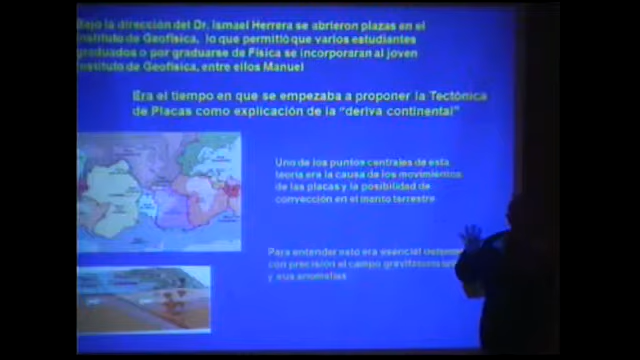 Bajo la dirección del Dr. Ismael Herrera se abrieron plazas en el
Instituto de Geofísica, lo que permitió que varios estudiantes
graduados o por graduarse de Física se incorporaran al joven
Instituto de Geofísica, entre ellos Manuel
Era el tiempo en que se empezaba a proponer la Tectónica
de Placas como explicación de la "deriva continental"
Uno de los puntos centrales de esta
teoría era la causa de los movimientos
de las placas y la posibilidad de
convección en el manto terrestre
Para entender esto era esencial
con precisión el campo
y sus anomalías